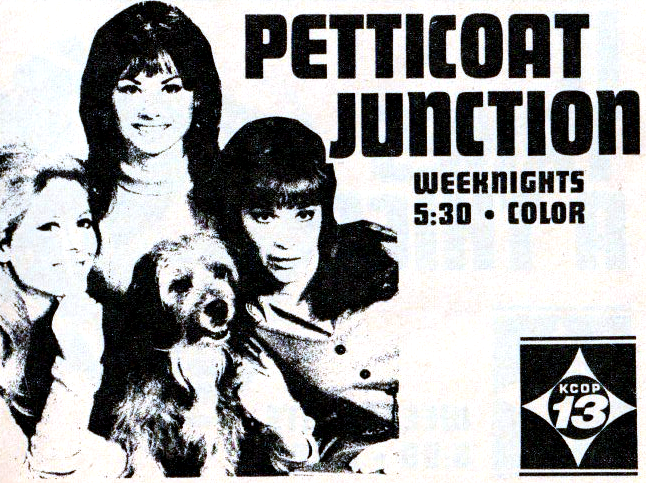 PETTICOAT
JUNCTION
WEEKNIGHTS
5:30 • COLOR
KCOP
13